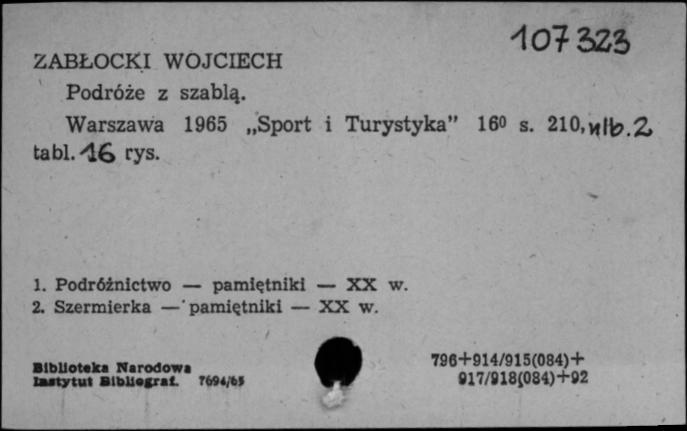 107323
ZABŁOCKI WOJCIECH
Podróże z szablą.
Warszawa 1965 „Sport i Turystyka” 16⁰ s. 210, nlb. 2
tabl. 16 rys.
1. Podróżnictwo — pamiętniki — XX w.
2. Szermierka — pamiętniki — XX w.
Biblioteka Narodowa
Instytut Bibliograf. 7694/65
796+914/915(084)+
917/918(084)+92